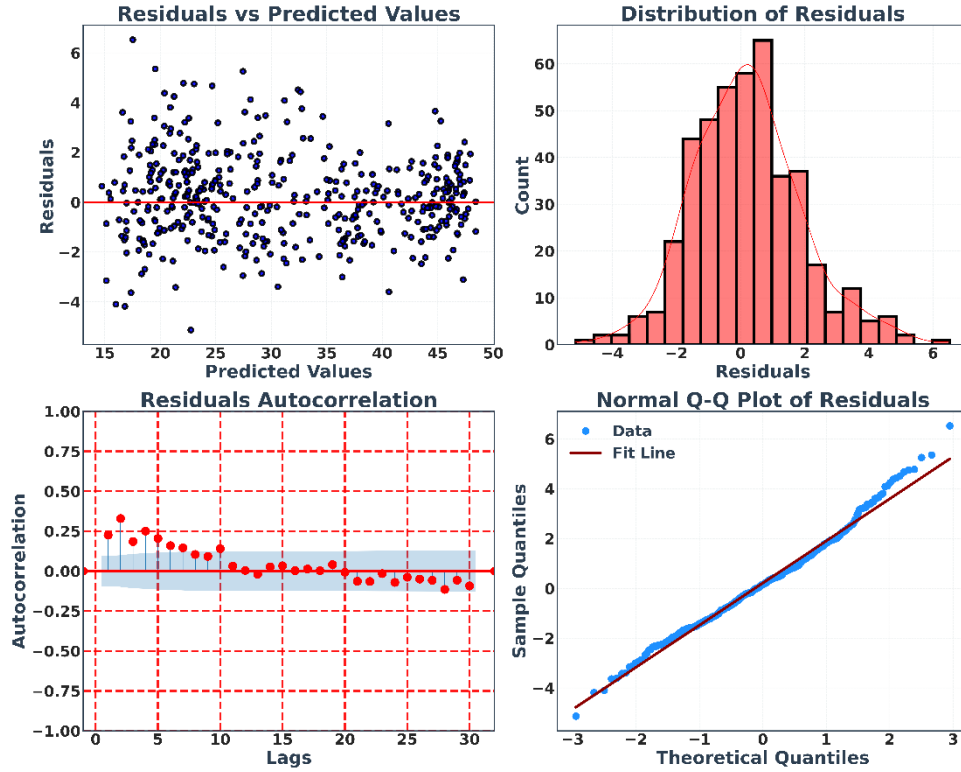 Residuals vs Predicted Values
Residuals
6
4
2
0
−2
−4
15 20 25 30 35 40 45 50
Predicted Values
Distribution of Residuals
Count
60
50
40
30
20
10
0
−4 −2 0 2 4 6
Residuals
Residuals Autocorrelation
Autocorrelation
1.00
0.75
0.50
0.25
0.00
−0.25
−0.50
−0.75
−1.00
0 5 10 15 20 25 30
Lags
Normal Q-Q Plot of Residuals
Data
Fit Line
Sample Quantiles
6
4
2
0
−2
−4
−3 −2 −1 0 1 2 3
Theoretical Quantiles